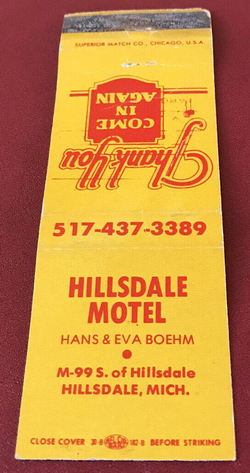 SUPERIOR MATCH CO., CHICAGO, U.S.A.
Thank You
COME
IN
AGAIN
517-437-3389
HILLSDALE
MOTEL
HANS & EVA BOEHM
M-99 S. of Hillsdale
HILLSDALE, MICH.
CLOSE COVER BEFORE STRIKING